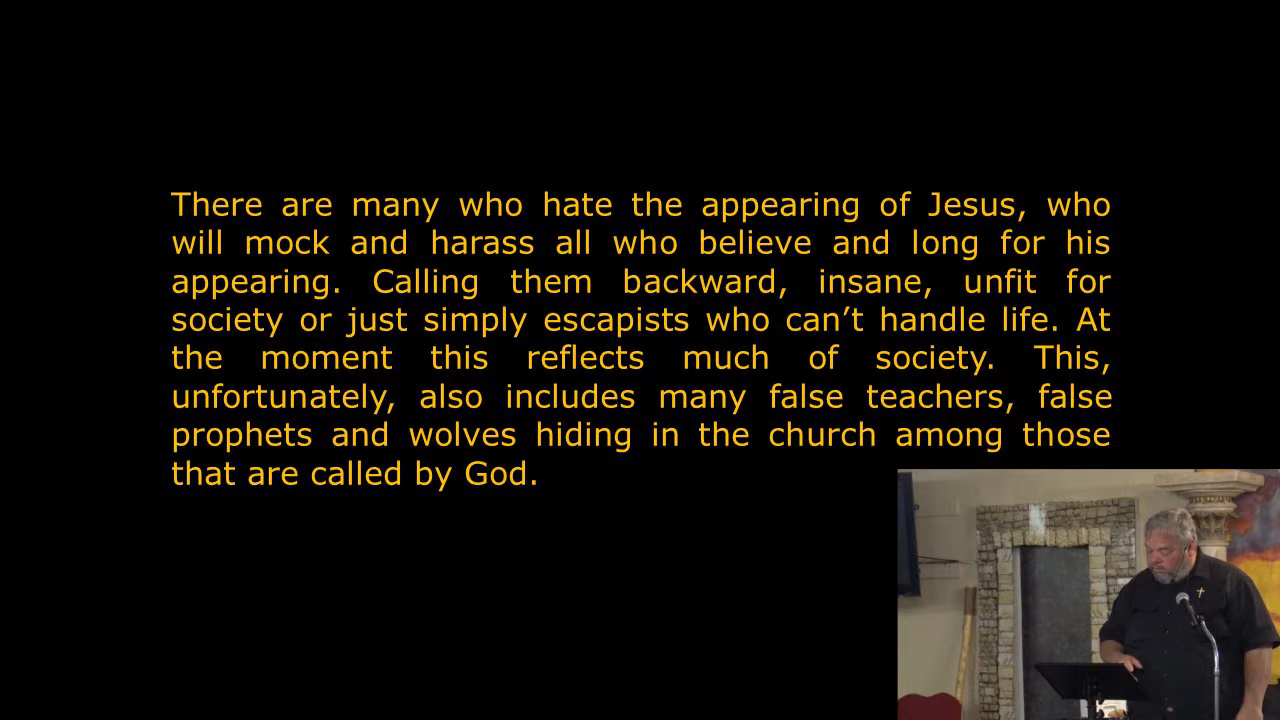 There are many who hate the appearing of Jesus, who
will mock and harass all who believe and long for his
appearing. Calling them backward, insane, unfit for
society or just simply escapists who can’t handle life. At
the moment this reflects much of society. This,
unfortunately, also includes many false teachers, false
prophets and wolves hiding in the church among those
that are called by God.